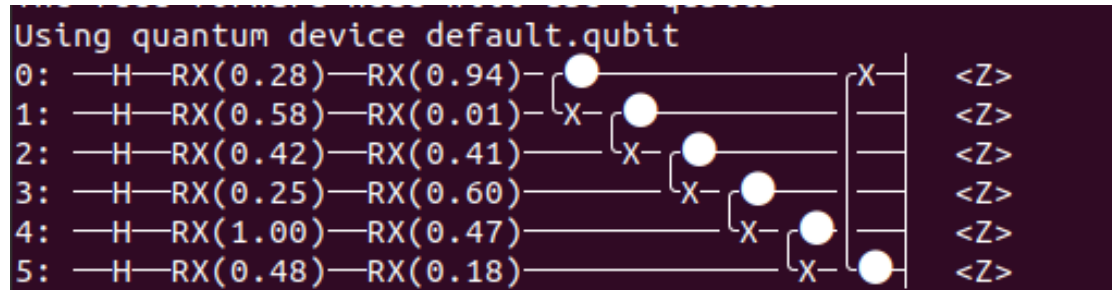 Using quantum device default.qubit
0: ──H──RX(0.28)──RX(0.94)─╭●──────────────╭X─┤ <Z>
1: ──H──RX(0.58)──RX(0.01)─╰X─╭●───────────│──┤ <Z>
2: ──H──RX(0.42)──RX(0.41)────╰X─╭●────────│──┤ <Z>
3: ──H──RX(0.25)──RX(0.60)───────╰X─╭●─────│──┤ <Z>
4: ──H──RX(1.00)──RX(0.47)──────────╰X─╭●──│──┤ <Z>
5: ──H──RX(0.48)──RX(0.18)─────────────╰X──╰●─┤ <Z>